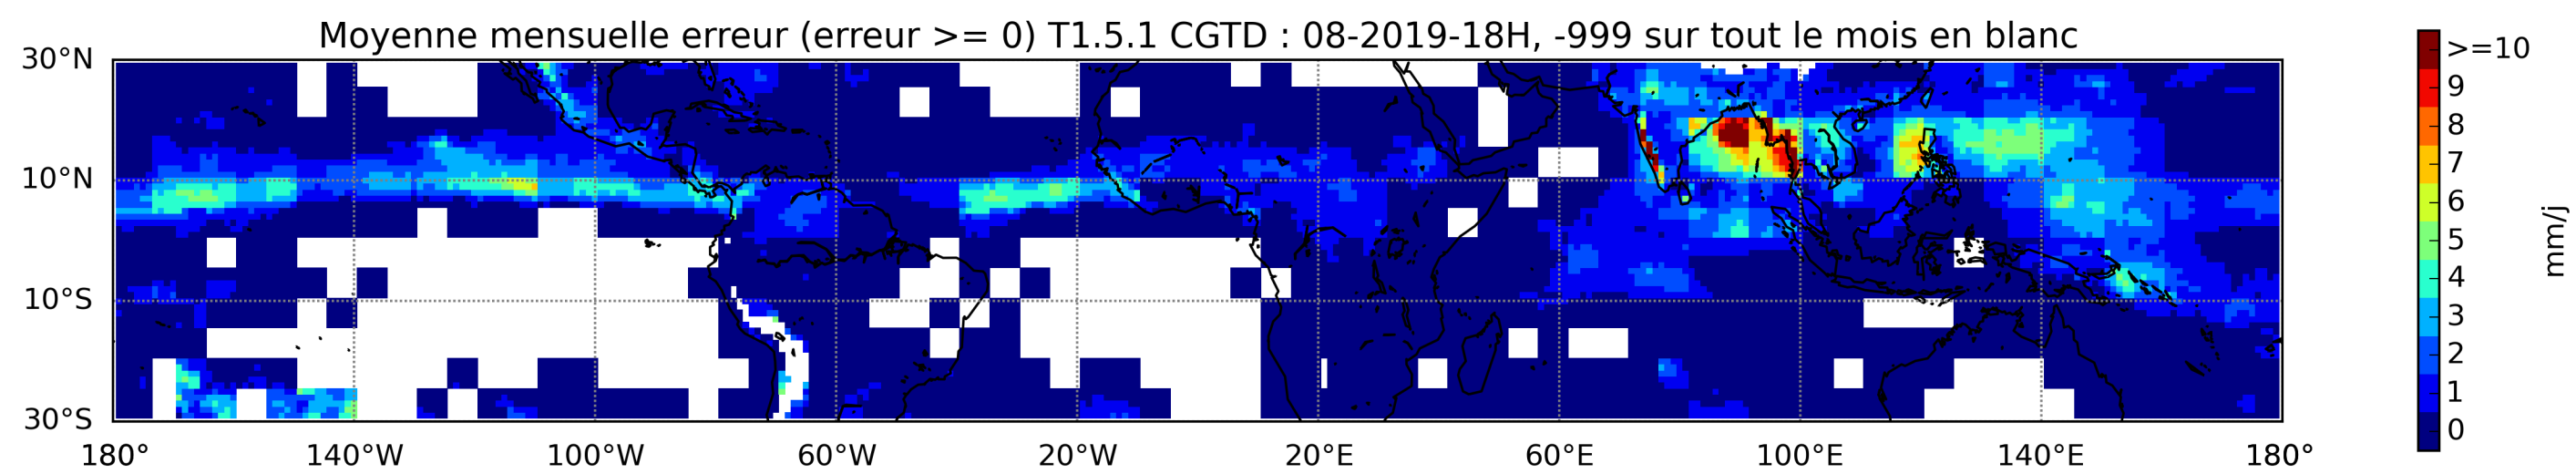 Moyenne mensuelle erreur (erreur >= 0) T1.5.1 CGTD : 08-2019-18H, -999 sur tout le mois en blanc
30°N
10°N
10°S
30°S
180° 140°W 100°W 60°W 20°W 20°E 60°E 100°E 140°E 180°
>=10
9
8
7
6
5
4
3
2
1
0
mm/j